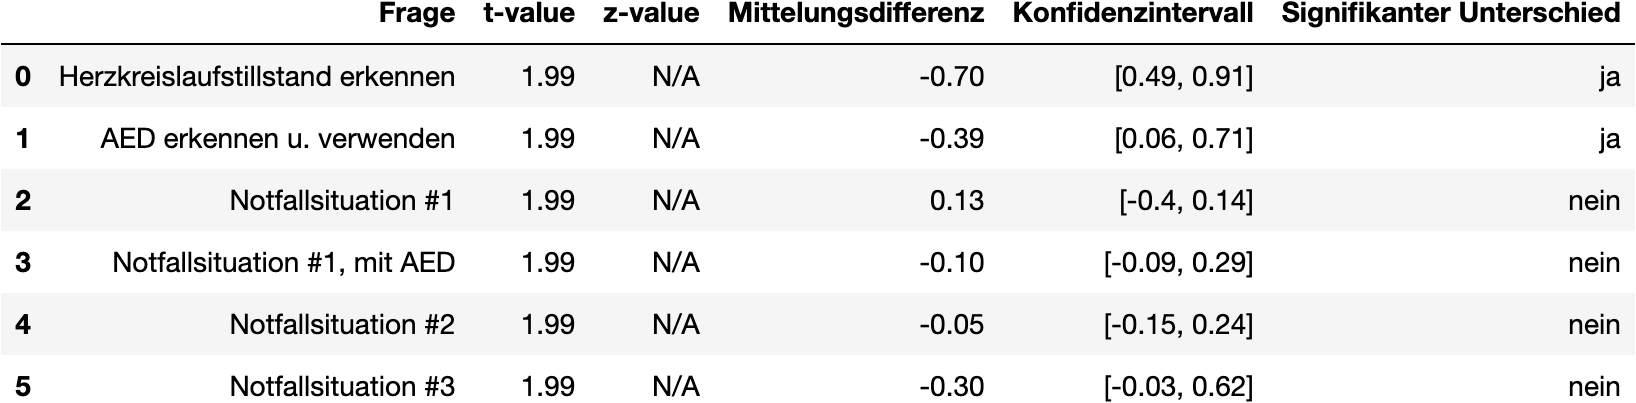 Frage t-value z-value Mittelungsdifferenz Konfidenzintervall Signifikanter Unterschied
0 Herzkreislaufstillstand erkennen 1.99 N/A -0.70 [0.49, 0.91] ja
1 AED erkennen u. verwenden 1.99 N/A -0.39 [0.06, 0.71] ja
2 Notfallsituation #1 1.99 N/A 0.13 [-0.4, 0.14] nein
3 Notfallsituation #1, mit AED 1.99 N/A -0.10 [-0.09, 0.29] nein
4 Notfallsituation #2 1.99 N/A -0.05 [-0.15, 0.24] nein
5 Notfallsituation #3 1.99 N/A -0.30 [-0.03, 0.62] nein